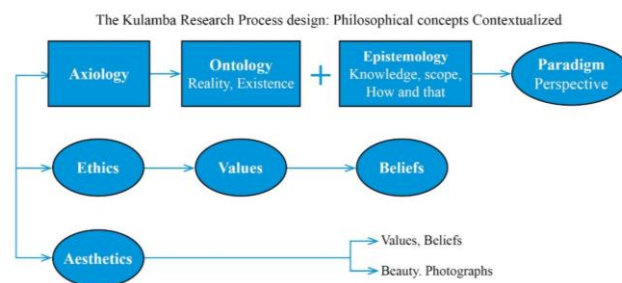 The Kulamba Research Process design: Philosophical concepts Contextualized
Axiology
Ontology
Reality, Existence
+
Epistemology
Knowledge, scope,
How and that
Paradigm
Perspective
Ethics
Values
Beliefs
Aesthetics
Values, Beliefs
Beauty. Photographs